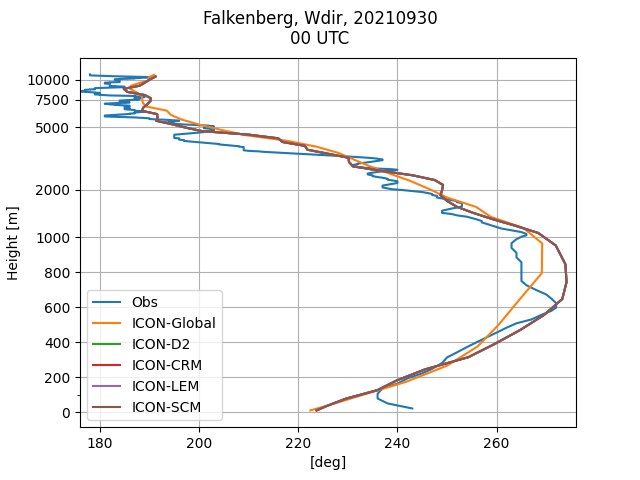 Falkenberg, Wdir, 20210930
00 UTC
10000
7500
5000
2000
1000
800
600
400
200
0
Height [m]
Obs
ICON-Global
ICON-D2
ICON-CRM
ICON-LEM
ICON-SCM
180
200
220
240
260
[deg]